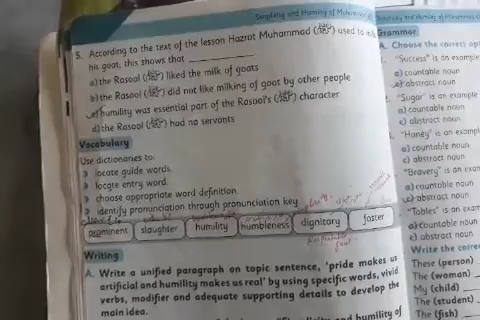 Simplicity and Humility of Muhammad
5. According to the text of the lesson Hazrat Muhammad (ﷺ) used to milk
his goat, this shows that
a) the Rasool (ﷺ) liked the milk of goats
b) the Rasool (ﷺ) did not like milking of goat by other people
c) humility was essential part of the Rasool's (ﷺ) character
d) the Rasool (ﷺ) had no servants
Vocabulary
Use dictionaries to:
locate guide words.
locate entry word.
choose appropriate word definition.
identify pronunciation through pronunciation key
prominent slaughter humility humbleness dignitary foster
Writing
A. Write a unified paragraph on topic sentence, 'pride makes us
artificial and humility makes us real' by using specific words, vivid
verbs, modifier and adequate supporting details to develop the
main idea.
humility of
Grammar
A. Choose the correct op
"Success" is an example
a) countable noun
c) abstract noun
"Sugar" is an example
a) countable noun
c) abstract noun
"Honey" is an exampl
a) countable noun
c) abstract noun
"Bravery" is an exam
a) countable noun
c) abstract noun
"Tables" is an exam
a) countable noun
c) abstract noun
Write the corre
These (person)
The (woman)
My (child)
The (student)
The (fish)